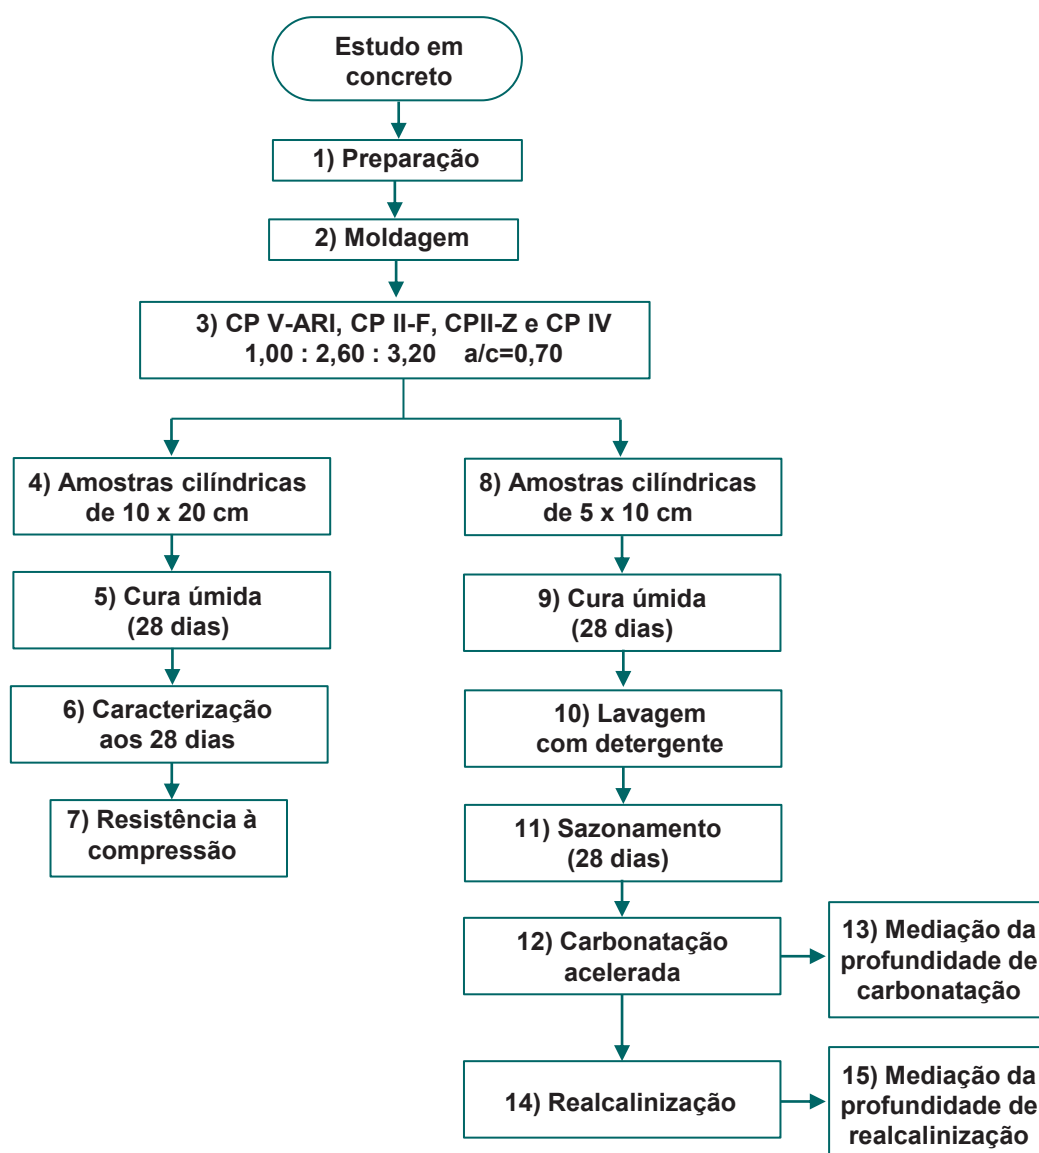 Estudo em
concreto
1) Preparação
2) Moldagem
3) CP V-ARI, CP II-F, CPII-Z e CP IV
1,00 : 2,60 : 3,20 a/c=0,70
4) Amostras cilíndricas
de 10 x 20 cm
5) Cura úmida
(28 dias)
6) Caracterização
aos 28 dias
7) Resistência à
compressão
8) Amostras cilíndricas
de 5 x 10 cm
9) Cura úmida
(28 dias)
10) Lavagem
com detergente
11) Sazonamento
(28 dias)
12) Carbonatação
acelerada
13) Mediação da
profundidade de
carbonatação
14) Realcalinização
15) Mediação da
profundidade de
realcalinização